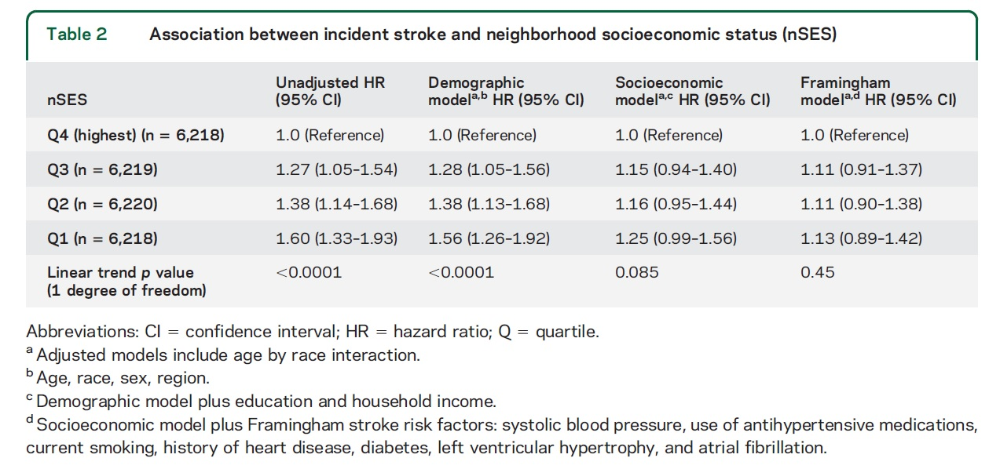 Table 2 Association between incident stroke and neighborhood socioeconomic status (nSES)
nSES Unadjusted HR (95% CI) Demographic model^a,b HR (95% CI) Socioeconomic model^a,c HR (95% CI) Framingham model^a,d HR (95% CI)
Q4 (highest) (n = 6,218) 1.0 (Reference) 1.0 (Reference) 1.0 (Reference) 1.0 (Reference)
Q3 (n = 6,219) 1.27 (1.05–1.54) 1.28 (1.05–1.56) 1.15 (0.94–1.40) 1.11 (0.91–1.37)
Q2 (n = 6,220) 1.38 (1.14–1.68) 1.38 (1.13–1.68) 1.16 (0.95–1.44) 1.11 (0.90–1.38)
Q1 (n = 6,218) 1.60 (1.33–1.93) 1.56 (1.26–1.92) 1.25 (0.99–1.56) 1.13 (0.89–1.42)
Linear trend p value (1 degree of freedom) <0.0001 <0.0001 0.085 0.45
Abbreviations: CI = confidence interval; HR = hazard ratio; Q = quartile.
a Adjusted models include age by race interaction.
b Age, race, sex, region.
c Demographic model plus education and household income.
d Socioeconomic model plus Framingham stroke risk factors: systolic blood pressure, use of antihypertensive medications,
current smoking, history of heart disease, diabetes, left ventricular hypertrophy, and atrial fibrillation.